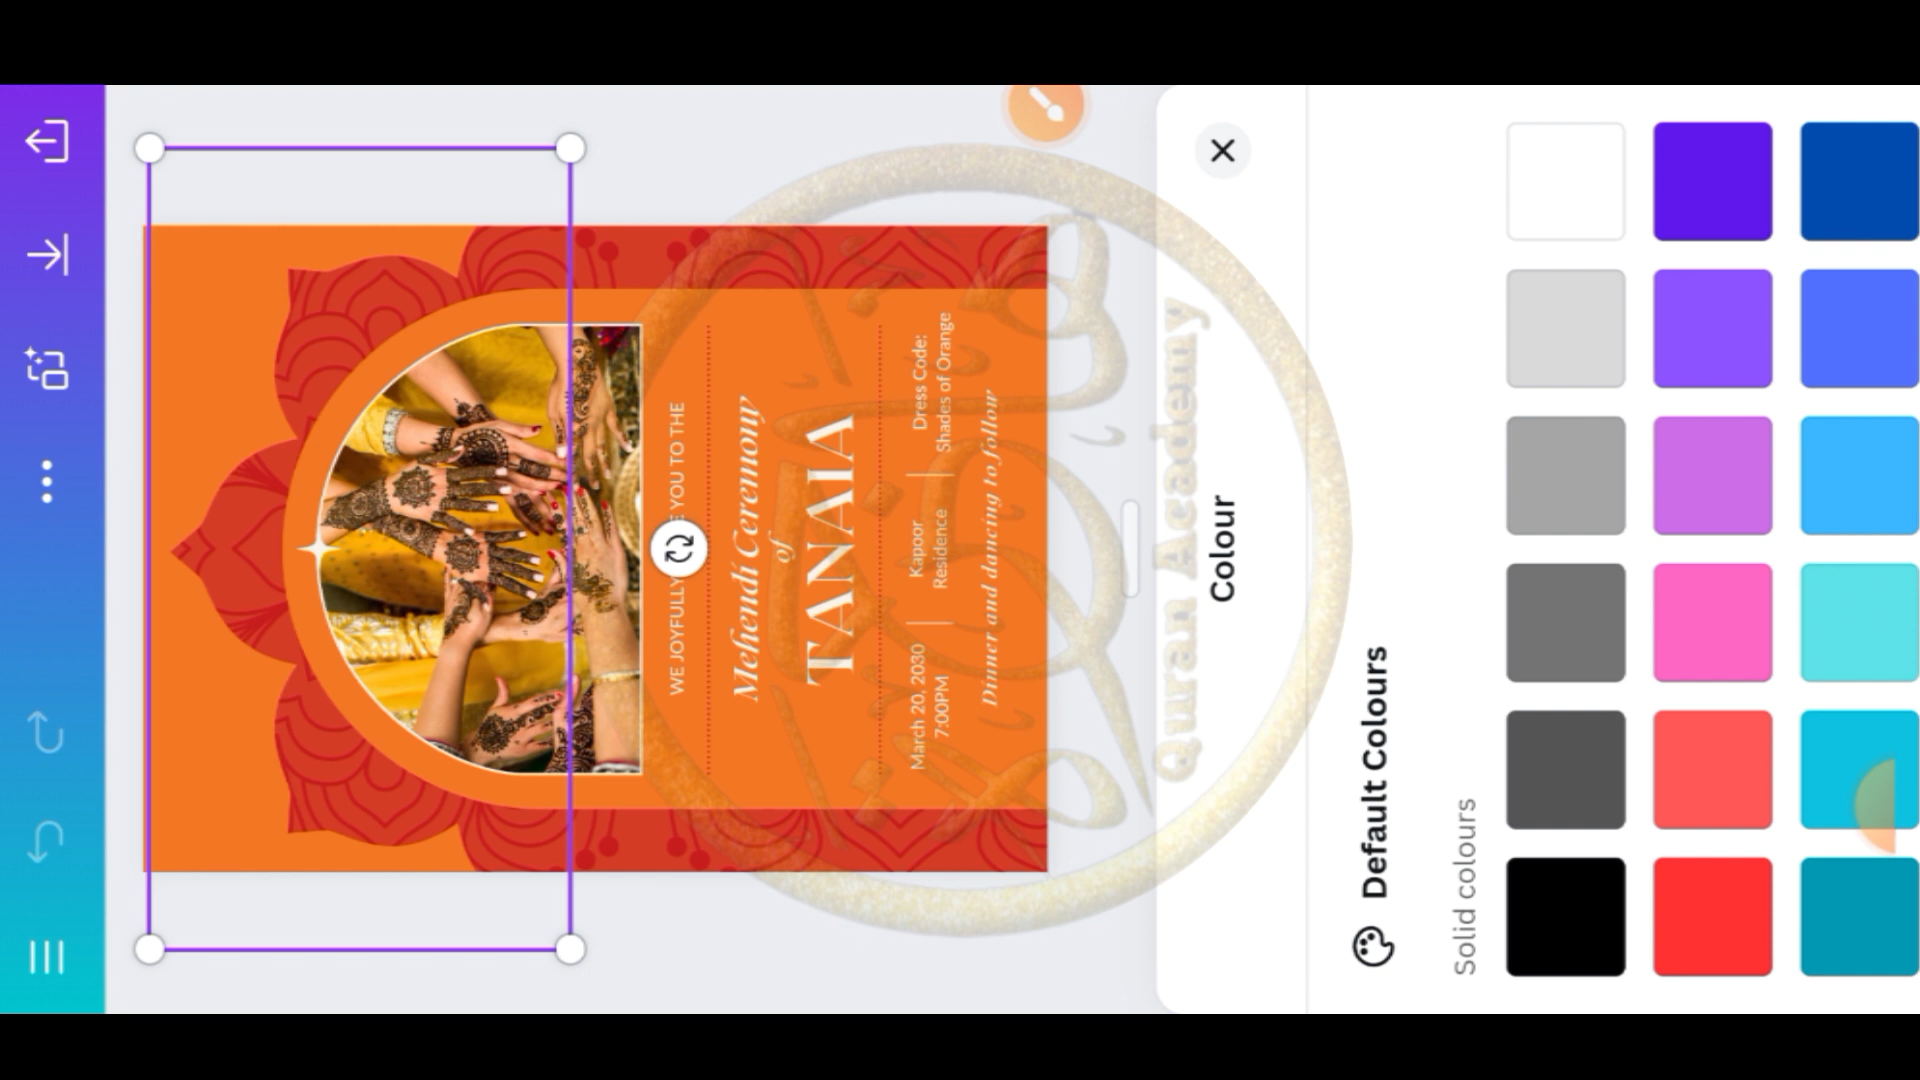 WE JOYFULLY E YOU TO THE
Mehendi Ceremony
of
TANAIA
March 20, 2030
7:00PM
Kapoor
Residence
Dress Code:
Shades of Orange
Dinner and dancing to follow
Quran Academy
Colour
Default Colours
Solid colours